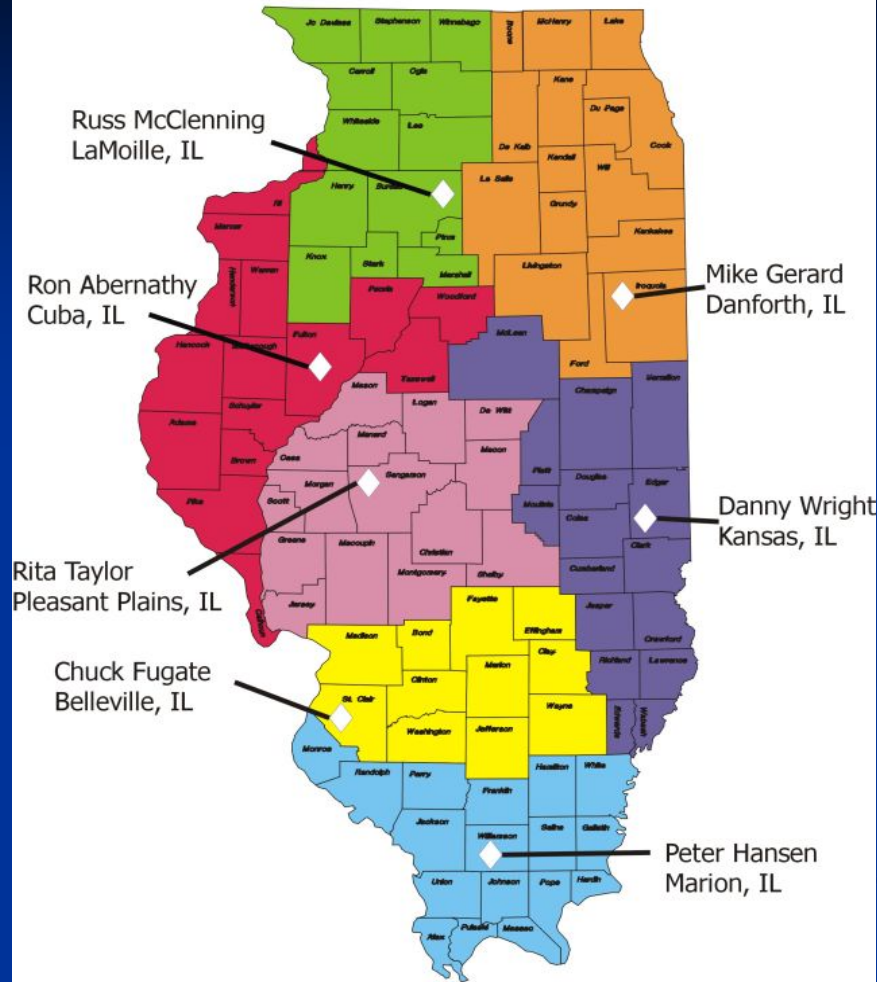 Jo Daviess
Stephenson
Winnebago
Boone
McHenry
Lake
Carroll
Ogle
Kane
Du Page
Russ McClenning
LaMoille, IL
Whiteside
Lee
De Kalb
Cook
Kendall
Will
Henry
La Salle
Grundy
RI
Mercer
Kankakee
Knox
Stark
Marshall
Livingston
Henderson
Warren
Peoria
Woodford
Ron Abernathy
Cuba, IL
Iroquois
Mike Gerard
Danforth, IL
Fulton
McLean
Hancock
Ford
Tazewell
Mason
Champaign
Vermilion
Logan
De Witt
Schuyler
Adams
Menard
Macon
Cass
Brown
Piatt
Morgan
Sangamon
Douglas
Edgar
Pike
Scott
Moultrie
Coles
Danny Wright
Kansas, IL
Greene
Macoupin
Christian
Clark
Rita Taylor
Pleasant Plains, IL
Montgomery
Shelby
Cumberland
Jersey
Calhoun
Fayette
Jasper
Madison
Bond
Effingham
Crawford
Clay
Chuck Fugate
Belleville, IL
Marion
Richland
Lawrence
St. Clair
Clinton
Wayne
Washington
Jefferson
Edwards
Wabash
Monroe
Randolph
Perry
Hamilton
White
Franklin
Jackson
Williamson
Saline
Gallatin
Peter Hansen
Marion, IL
Union
Johnson
Pope
Hardin
Alex
Pulaski
Massac